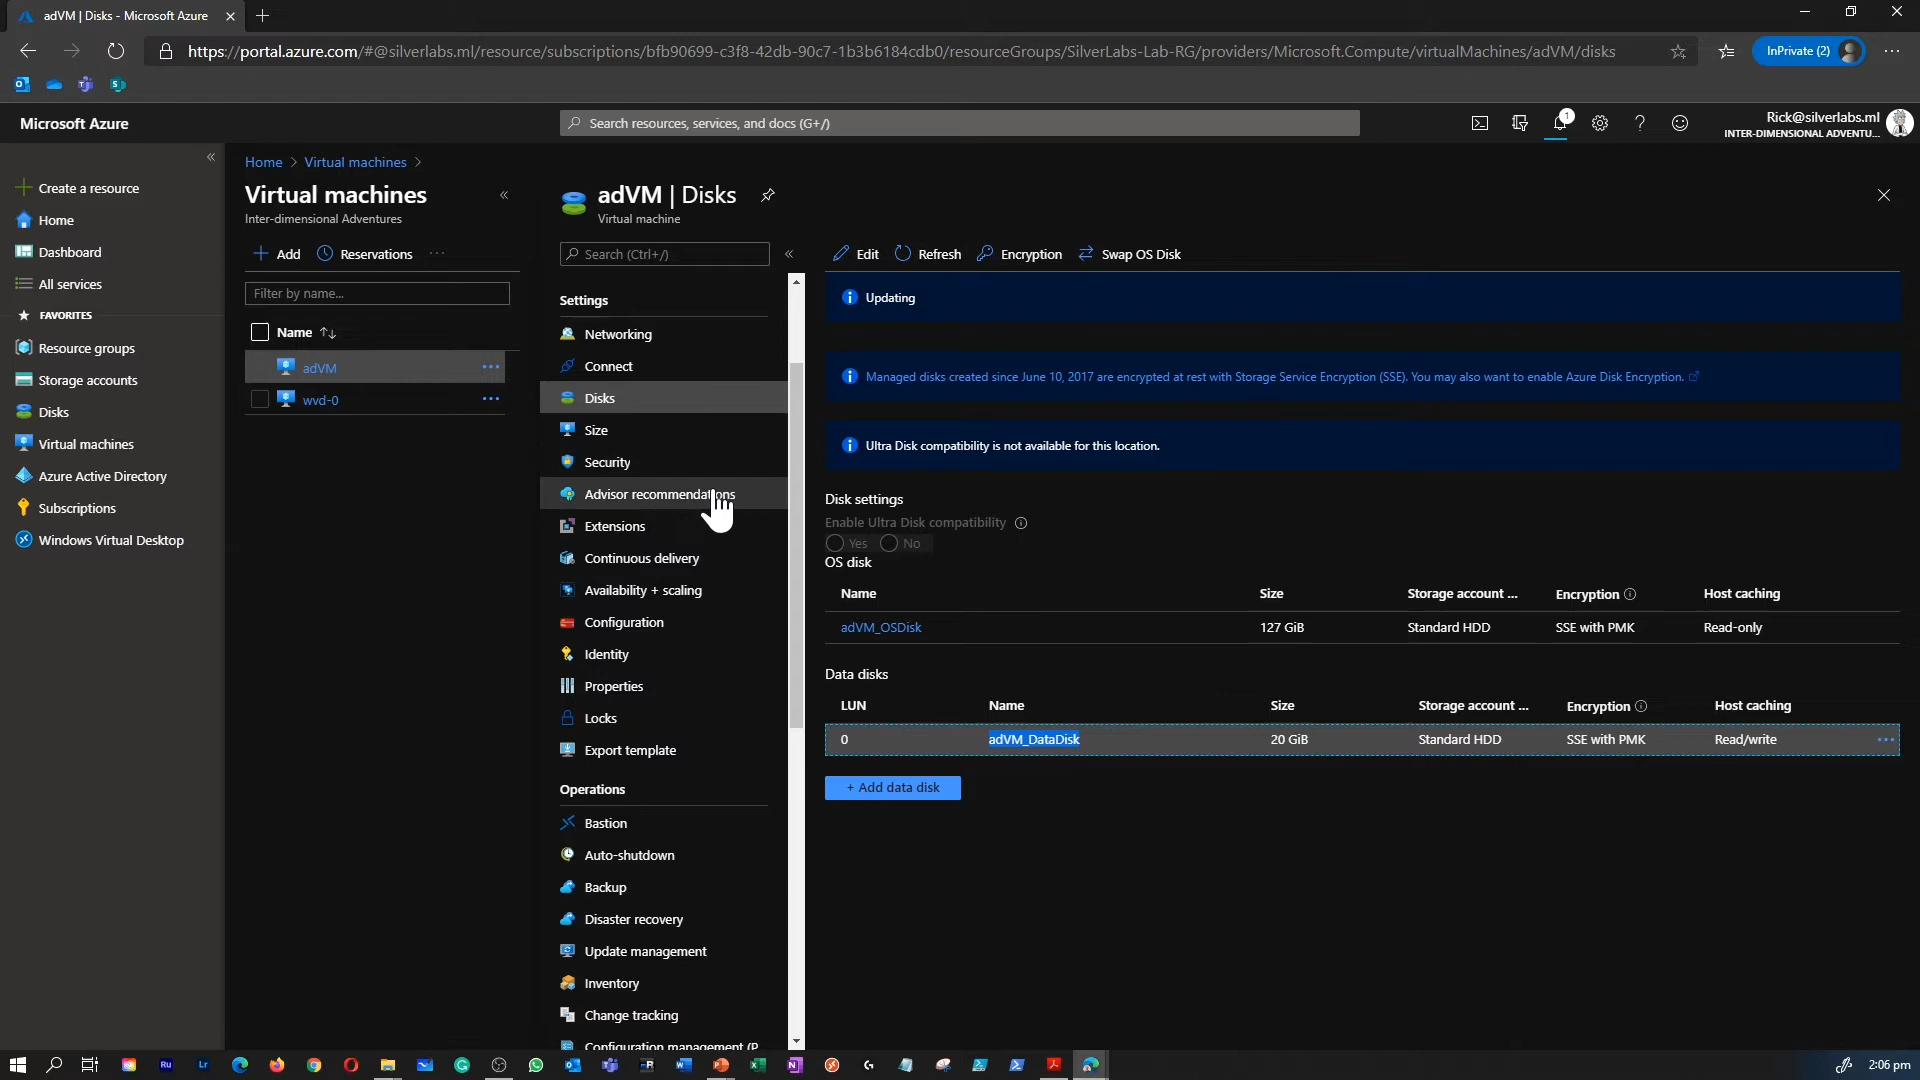 adVM | Disks - Microsoft Azure
https://portal.azure.com/#@silverlabs.ml/resource/subscriptions/bfb90699-c3f8-42db-90c7-1b3b6184cdb0/resourceGroups/SilverLabs-Lab-RG/providers/Microsoft.Compute/virtualMachines/adVM/disks
InPrivate (2)
Microsoft Azure
Search resources, services, and docs (G+/)
1
Rick@silverlabs.ml
INTER-DIMENSIONAL ADVENTU...
Create a resource
Home
Dashboard
All services
FAVORITES
Resource groups
Storage accounts
Disks
Virtual machines
Azure Active Directory
Subscriptions
Windows Virtual Desktop
Home > Virtual machines >
Virtual machines
Inter-dimensional Adventures
Add
Reservations
...
Filter by name...
Name
adVM
wvd-0
adVM | Disks
Virtual machine
Search (Ctrl+/)
Settings
Networking
Connect
Disks
Size
Security
Advisor recommendations
Extensions
Continuous delivery
Availability + scaling
Configuration
Identity
Properties
Locks
Export template
Operations
Bastion
Auto-shutdown
Backup
Disaster recovery
Update management
Inventory
Change tracking
Configuration management (P
Edit
Refresh
Encryption
Swap OS Disk
Updating
Managed disks created since June 10, 2017 are encrypted at rest with Storage Service Encryption (SSE). You may also want to enable Azure Disk Encryption.
Ultra Disk compatibility is not available for this location.
Disk settings
Enable Ultra Disk compatibility
Yes No
OS disk
Name Size Storage account ... Encryption Host caching
adVM_OSDisk 127 GiB Standard HDD SSE with PMK Read-only
Data disks
LUN Name Size Storage account ... Encryption Host caching
0 adVM_DataDisk 20 GiB Standard HDD SSE with PMK Read/write
+ Add data disk
2:06 pm